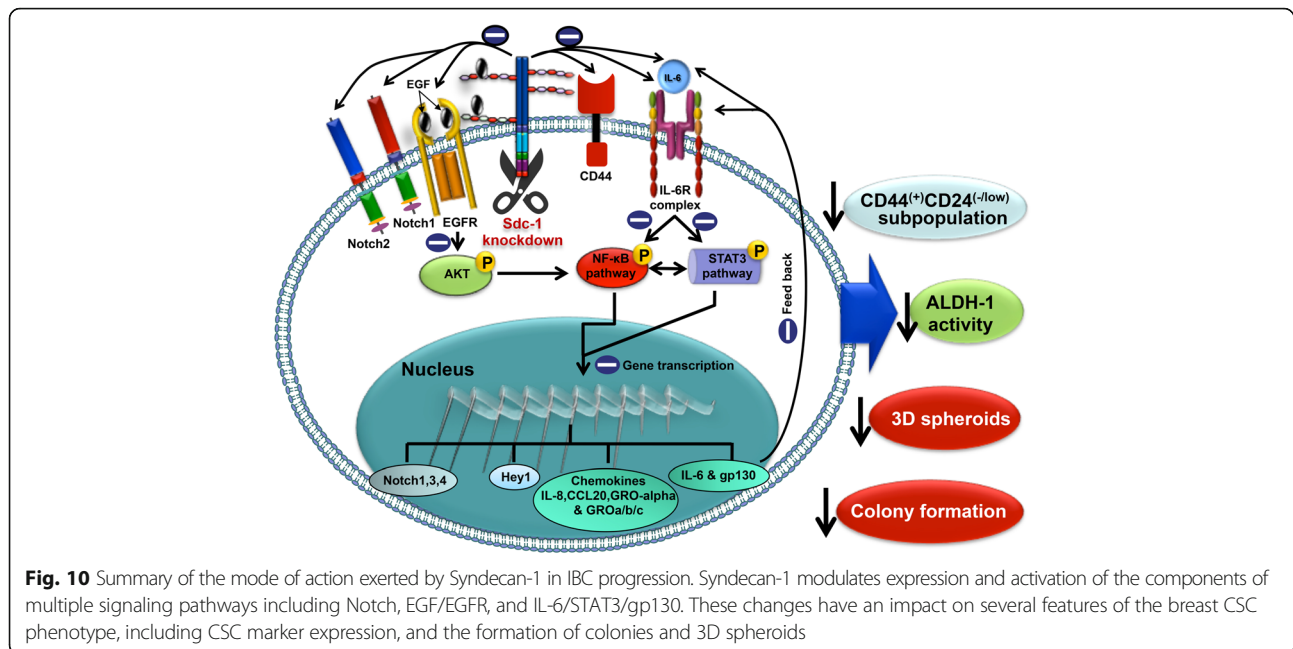 EGF
IL-6
CD44
IL-6R
complex
Notch1
EGFR
Notch2
Sdc-1
knockdown
AKT
P
NF-κB
pathway
P
STAT3
pathway
P
Feed back
Nucleus
Gene transcription
Notch1,3,4
Hey1
Chemokines
IL-8,CCL20,GRO-alpha
& GROa/b/c
IL-6 & gp130
CD44(+)CD24(-/low)
subpopulation
ALDH-1
activity
3D spheroids
Colony formation
Fig. 10 Summary of the mode of action exerted by Syndecan-1 in IBC progression. Syndecan-1 modulates expression and activation of the components of
multiple signaling pathways including Notch, EGF/EGFR, and IL-6/STAT3/gp130. These changes have an impact on several features of the breast CSC
phenotype, including CSC marker expression, and the formation of colonies and 3D spheroids